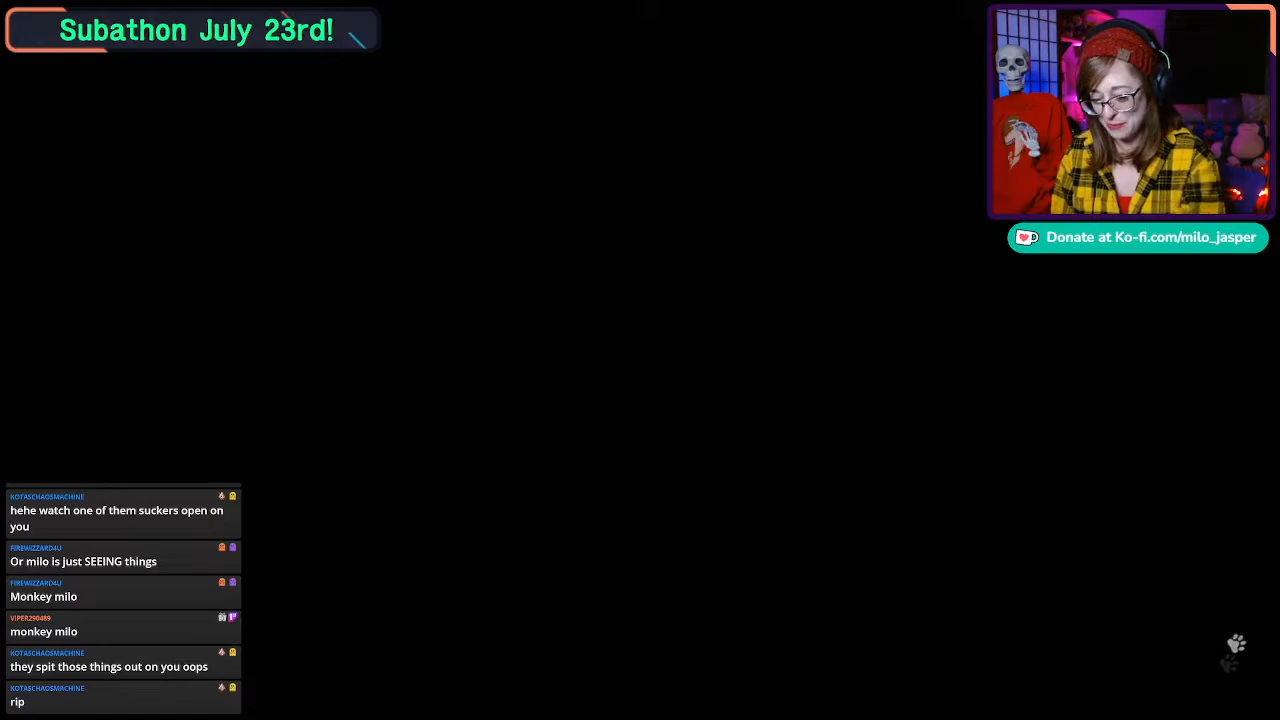 Subathon July 23rd!
Donate at Ko-fi.com/milo_jasper
KOTASCHAOSMACHINE
hehe watch one of them suckers open on
you
FIREWIZZARD4U
Or milo is just SEEING things
FIREWIZZARD4U
Monkey milo
VIPER290489
monkey milo
KOTASCHAOSMACHINE
they spit those things out on you oops
KOTASCHAOSMACHINE
rip